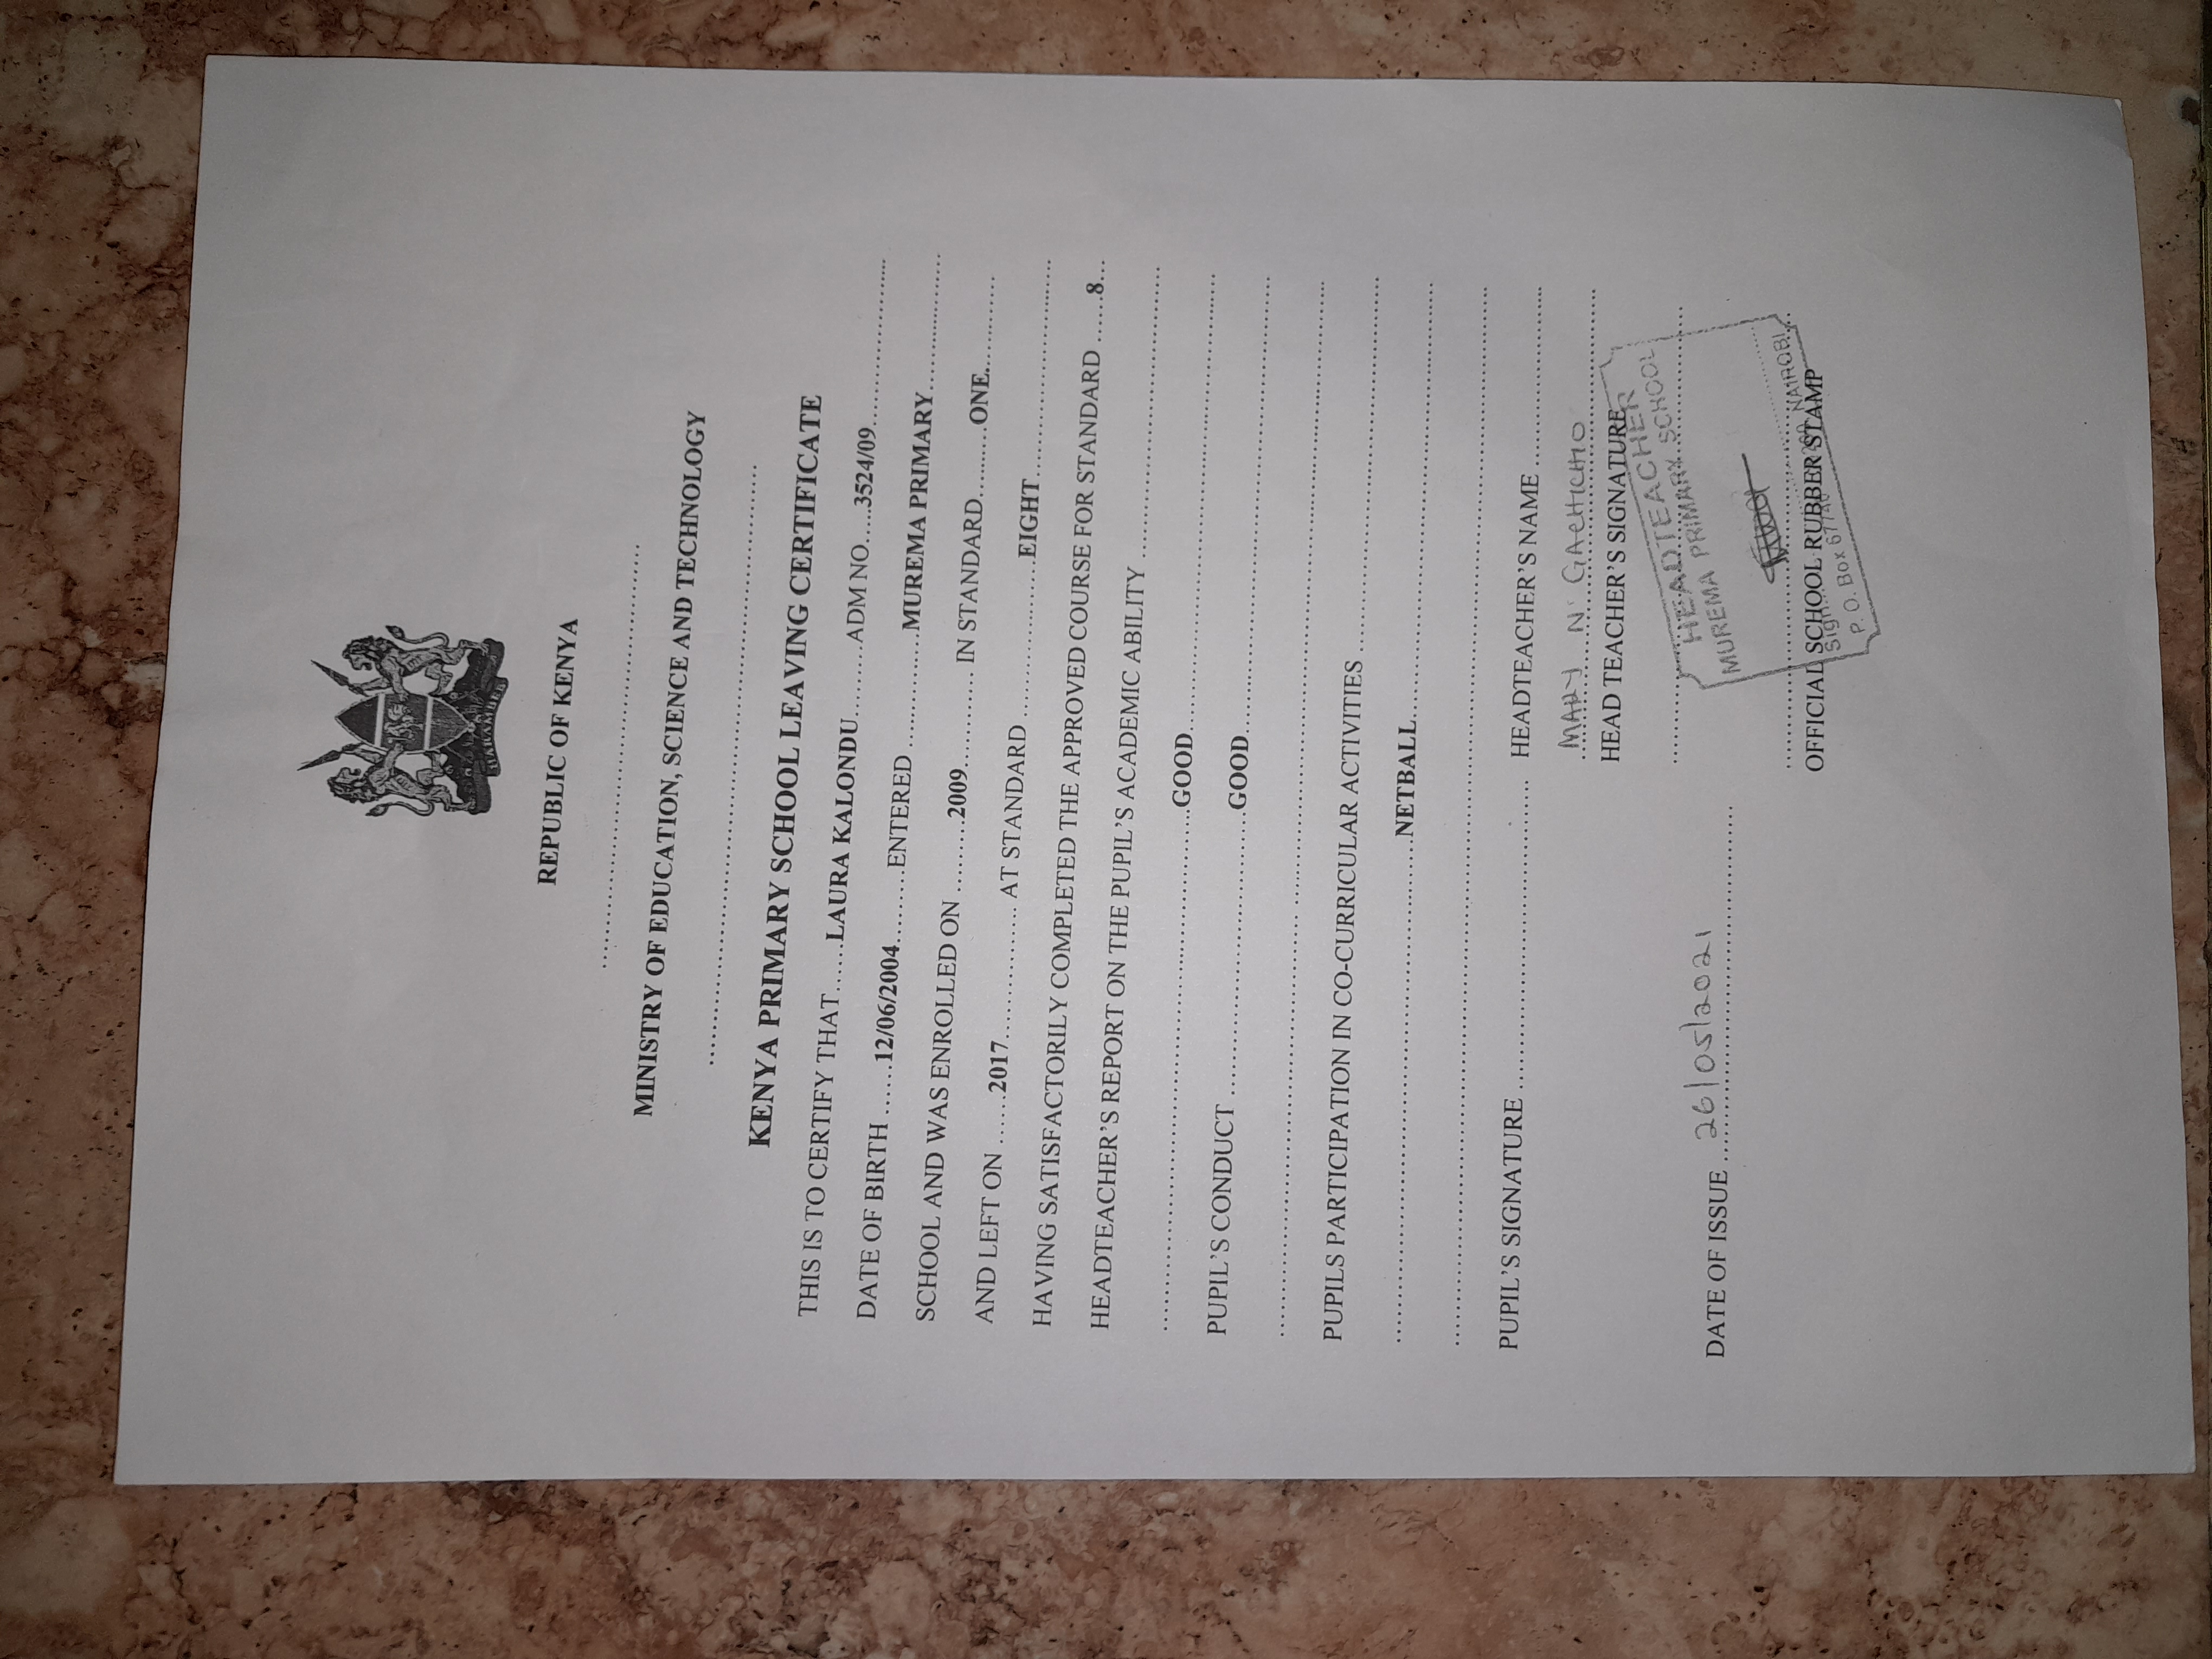 HARAMBEE
REPUBLIC OF KENYA
MINISTRY OF EDUCATION, SCIENCE AND TECHNOLOGY
KENYA PRIMARY SCHOOL LEAVING CERTIFICATE
THIS IS TO CERTIFY THAT......LAURA KALONDU.........ADM NO.....3524/09....................
DATE OF BIRTH ......12/06/2004.........ENTERED ..............MUREMA PRIMARY..................
SCHOOL AND WAS ENROLLED ON .........2009............ IN STANDARD............ONE..............
AND LEFT ON ......2017................ AT STANDARD ....................EIGHT..........................
HAVING SATISFACTORILY COMPLETED THE APPROVED COURSE FOR STANDARD ......8...
HEADTEACHER'S REPORT ON THE PUPIL'S ACADEMIC ABILITY ..................................
............................................................GOOD......................................................
PUPIL'S CONDUCT .................................GOOD.....................................................
PUPILS PARTICIPATION IN CO-CURRICULAR ACTIVITIES ...........................................
..........................................................NETBALL..................................................
PUPIL'S SIGNATURE ................................... HEADTEACHER'S NAME .....................
MARY N. GACHICHIO
HEAD TEACHER'S SIGNATURE
HEADTEACHER
MUREMA PRIMARY SCHOOL
DATE OF ISSUE 26/05/2021
OFFICIAL SCHOOL RUBBER STAMP
Sign...
P. O. Box NAIROBI